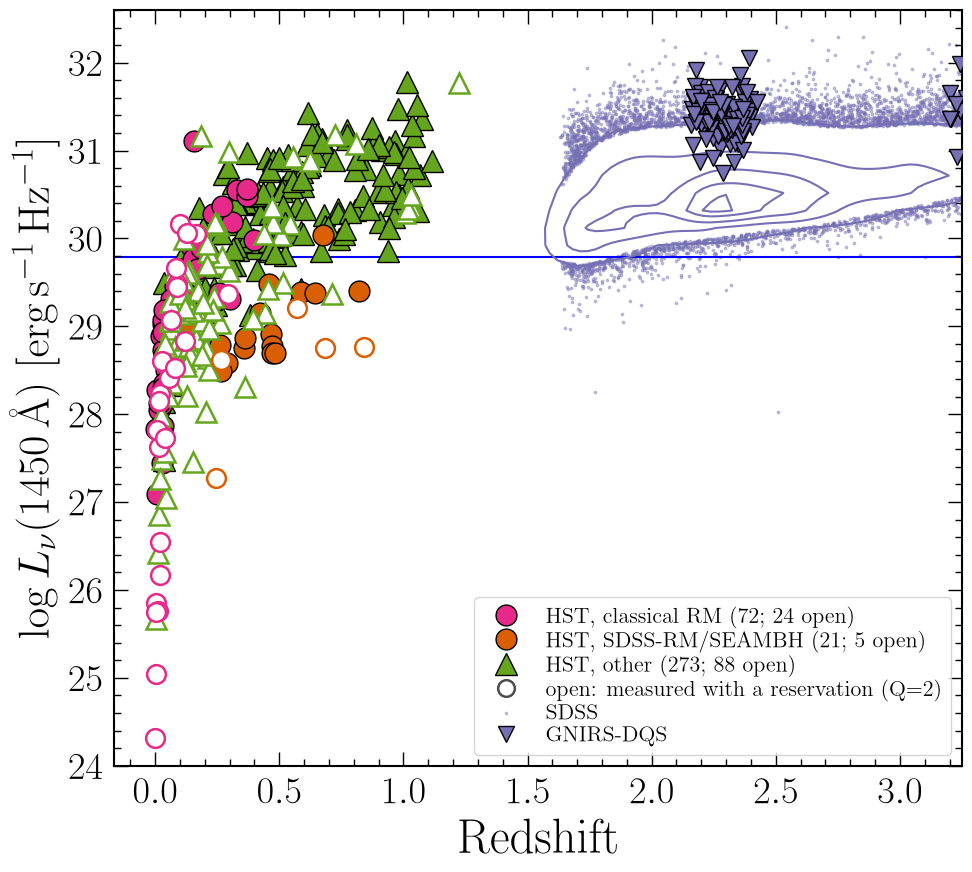 log L_ν(1450 Å) [erg s⁻¹ Hz⁻¹]
32
31
30
29
28
27
26
25
24
HST, classical RM (72; 24 open)
HST, SDSS-RM/SEAMBH (21; 5 open)
HST, other (273; 88 open)
open: measured with a reservation (Q=2)
SDSS
GNIRS-DQS
0.0 0.5 1.0 1.5 2.0 2.5 3.0
Redshift